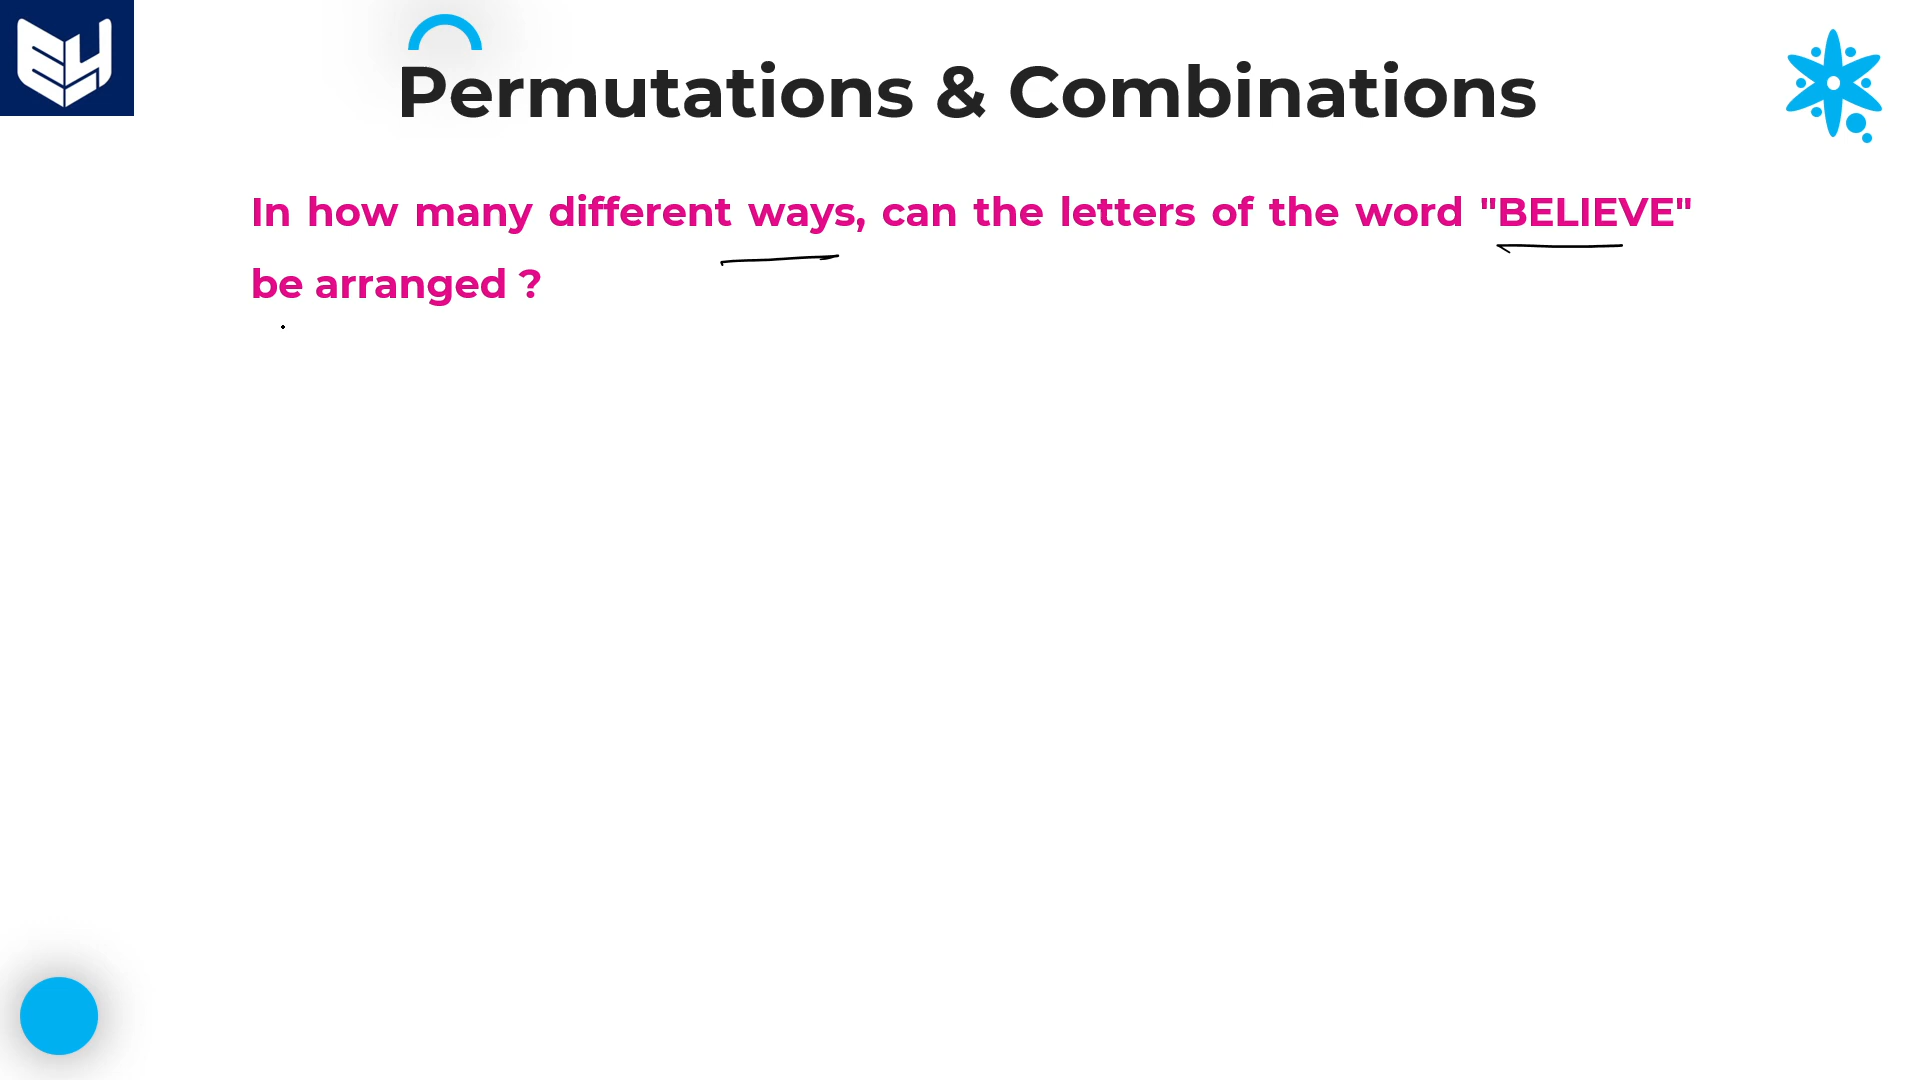 Permutations & Combinations
In how many different ways, can the letters of the word "BELIEVE"
be arranged ?